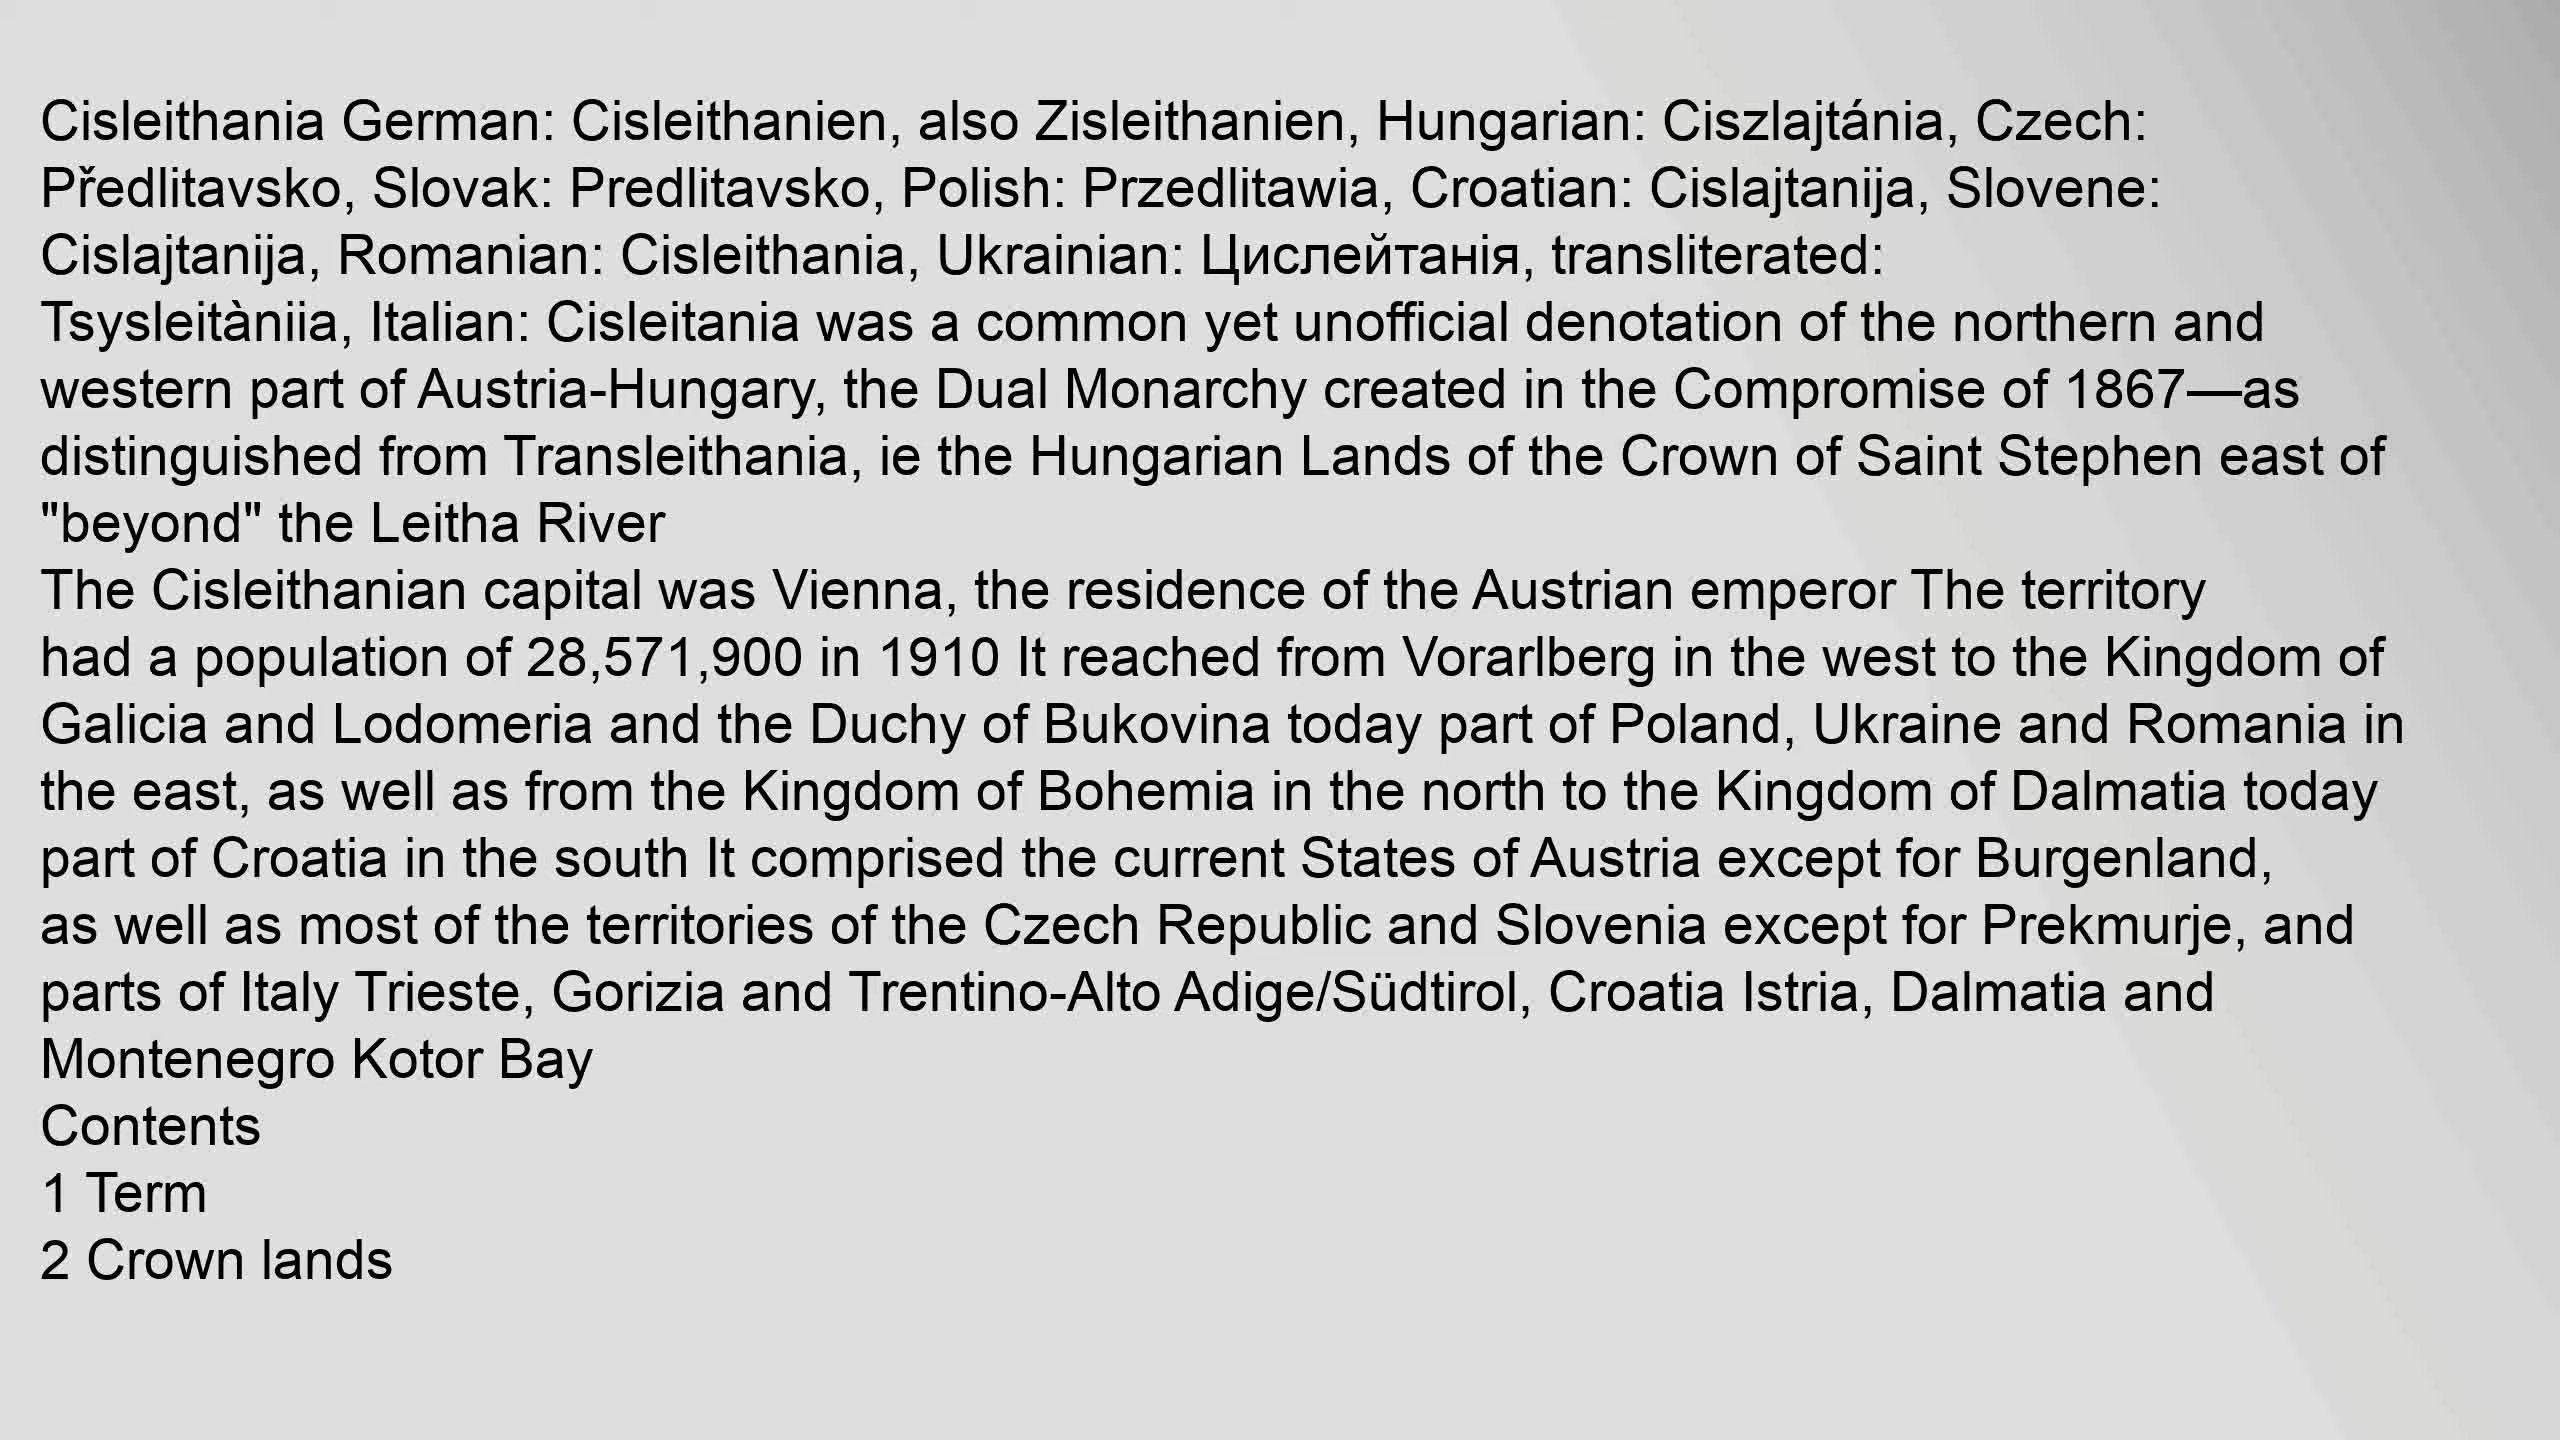 Cisleithania German: Cisleithanien, also Zisleithanien, Hungarian: Ciszlajtánia, Czech:
Předlitavsko, Slovak: Predlitavsko, Polish: Przedlitawia, Croatian: Cislajtanija, Slovene:
Cislajtanija, Romanian: Cisleithania, Ukrainian: Цислейтанія, transliterated:
Tsysleitàniia, Italian: Cisleitania was a common yet unofficial denotation of the northern and
western part of Austria-Hungary, the Dual Monarchy created in the Compromise of 1867—as
distinguished from Transleithania, ie the Hungarian Lands of the Crown of Saint Stephen east of
"beyond" the Leitha River
The Cisleithanian capital was Vienna, the residence of the Austrian emperor The territory
had a population of 28,571,900 in 1910 It reached from Vorarlberg in the west to the Kingdom of
Galicia and Lodomeria and the Duchy of Bukovina today part of Poland, Ukraine and Romania in
the east, as well as from the Kingdom of Bohemia in the north to the Kingdom of Dalmatia today
part of Croatia in the south It comprised the current States of Austria except for Burgenland,
as well as most of the territories of the Czech Republic and Slovenia except for Prekmurje, and
parts of Italy Trieste, Gorizia and Trentino-Alto Adige/Südtirol, Croatia Istria, Dalmatia and
Montenegro Kotor Bay
Contents
1 Term
2 Crown lands